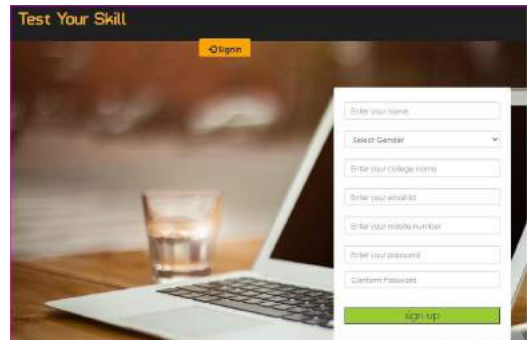 Test Your Skill
Signin
Enter your name
Select Gender
Enter your college name
Enter your email-id
Enter your mobile number
Enter your password
Conform Password
sign up